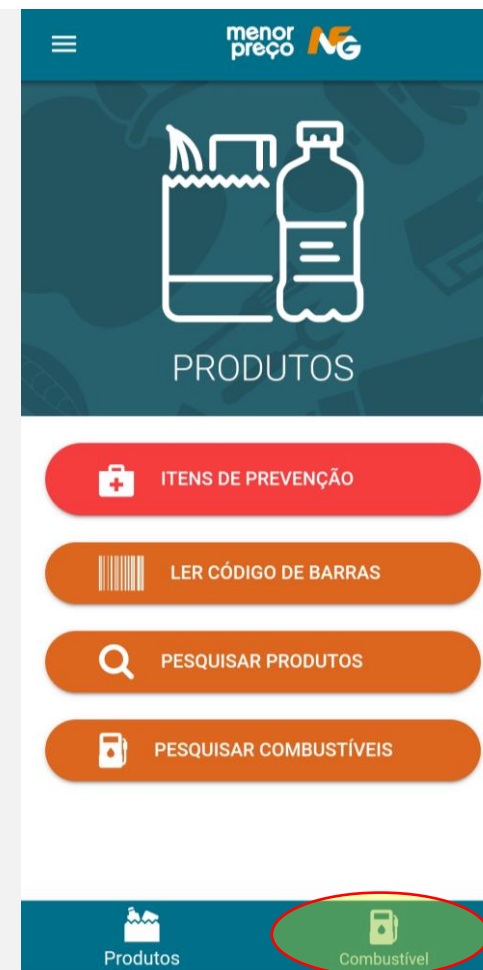 menor
preço NFG
PRODUTOS
ITENS DE PREVENÇÃO
LER CÓDIGO DE BARRAS
PESQUISAR PRODUTOS
PESQUISAR COMBUSTÍVEIS
Produtos Combustível